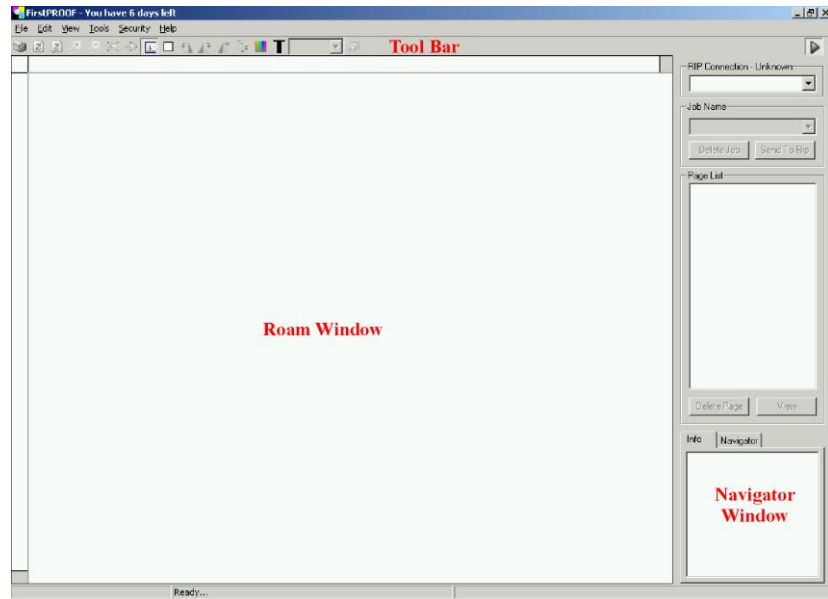 FirstPROOF - You have 6 days left
File Edit View Tools Security Help
T
Tool Bar
RIP Connection - Unknown
Job Name
Delete Job Send To Rip
Page List
Roam Window
Delete Page View
Info Navigator
Navigator
Window
Ready...